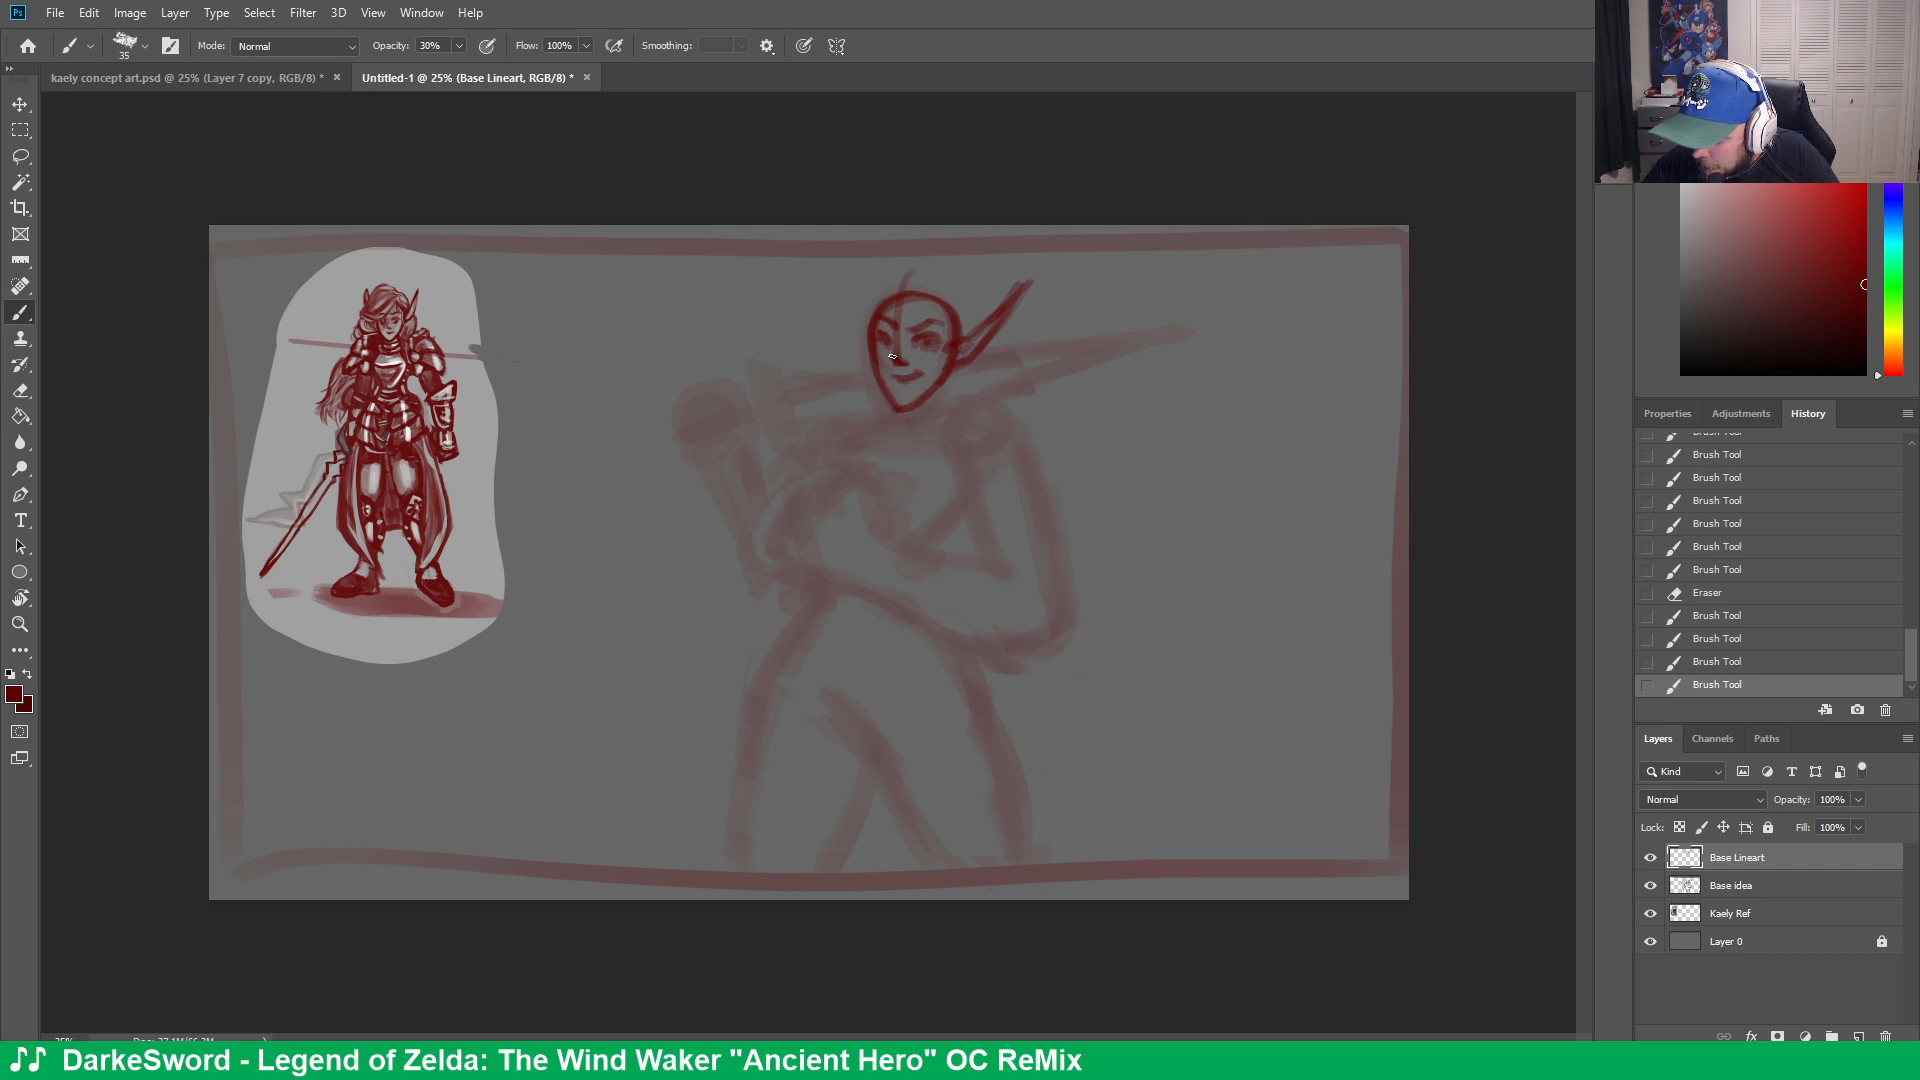 Ps File Edit Image Layer Type Select Filter 3D View Window Help
35 Mode: Normal Opacity: 30% Flow: 100% Smoothing:
kaely concept art.psd @ 25% (Layer 7 copy, RGB/8) * × Untitled-1 @ 25% (Base Lineart, RGB/8) * ×
Properties Adjustments History
Brush Tool
Brush Tool
Brush Tool
Brush Tool
Brush Tool
Brush Tool
Brush Tool
Eraser
Brush Tool
Brush Tool
Brush Tool
Brush Tool
Layers Channels Paths
Kind
Normal Opacity: 100%
Lock: Fill: 100%
Base Lineart
Base idea
Kaely Ref
Layer 0
fx
DarkeSword - Legend of Zelda: The Wind Waker "Ancient Hero" OC ReMix